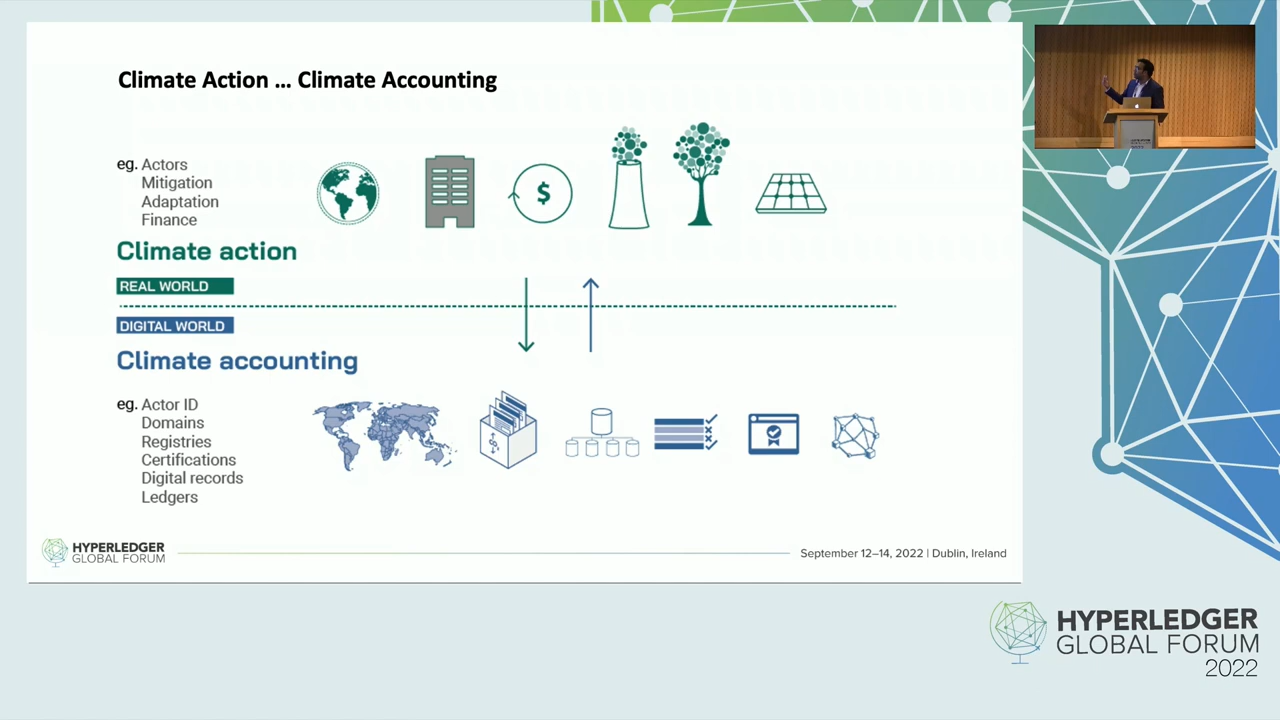 Climate Action ... Climate Accounting
eg. Actors
Mitigation
Adaptation
Finance
$
Climate action
REAL WORLD
DIGITAL WORLD
Climate accounting
eg. Actor ID
Domains
Registries
Certifications
Digital records
Ledgers
HYPERLEDGER
GLOBAL FORUM
September 12–14, 2022 | Dublin, Ireland
HYPERLEDGER
GLOBAL FORUM
2022